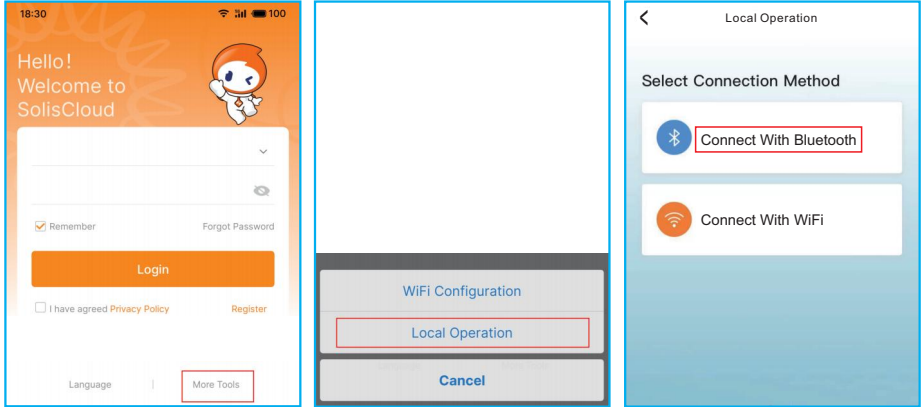 18:30
100
Hello!
Welcome to
SolisCloud
Remember
Forgot Password
Login
I have agreed Privacy Policy
Register
Language
More Tools
WiFi Configuration
Local Operation
Cancel
Local Operation
Select Connection Method
Connect With Bluetooth
Connect With WiFi